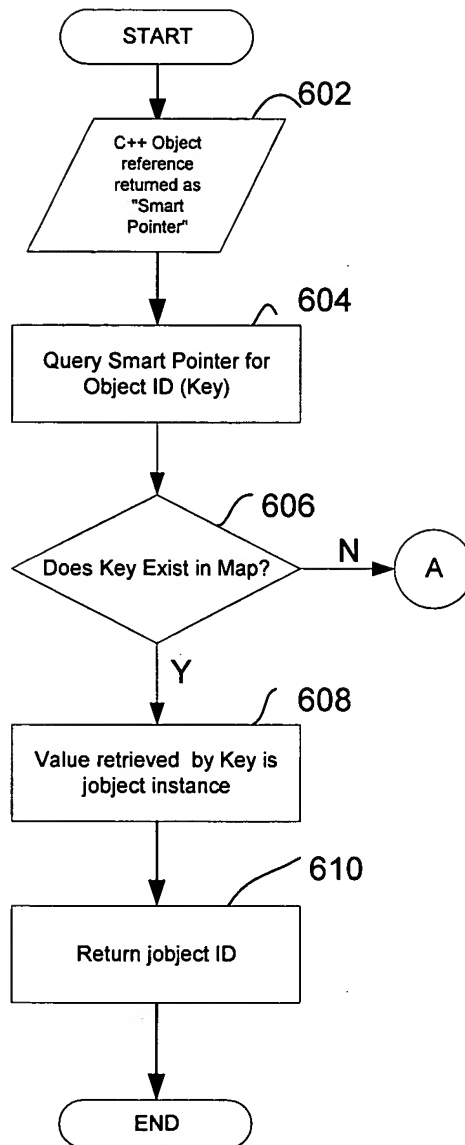 START
602
C++ Object
reference
returned as
"Smart
Pointer"
604
Query Smart Pointer for
Object ID (Key)
606
Does Key Exist in Map?
N
A
Y
608
Value retrieved by Key is
jobject instance
610
Return jobject ID
END